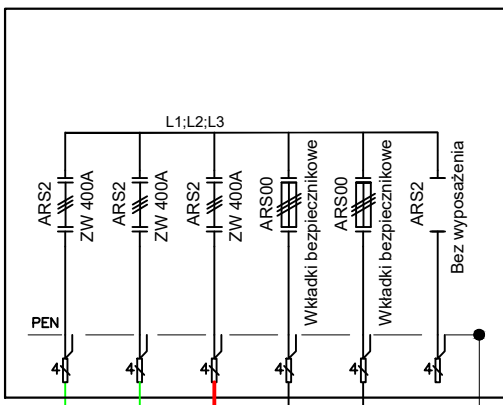 L1;L2;L3
ARS2
ZW 400A
ARS2
ZW 400A
ARS2
ZW 400A
ARS00
Wkładki bezpiecznikowe
ARS00
Wkładki bezpiecznikowe
ARS2
Bez wyposażenia
PEN
4
4
4
4
4
4